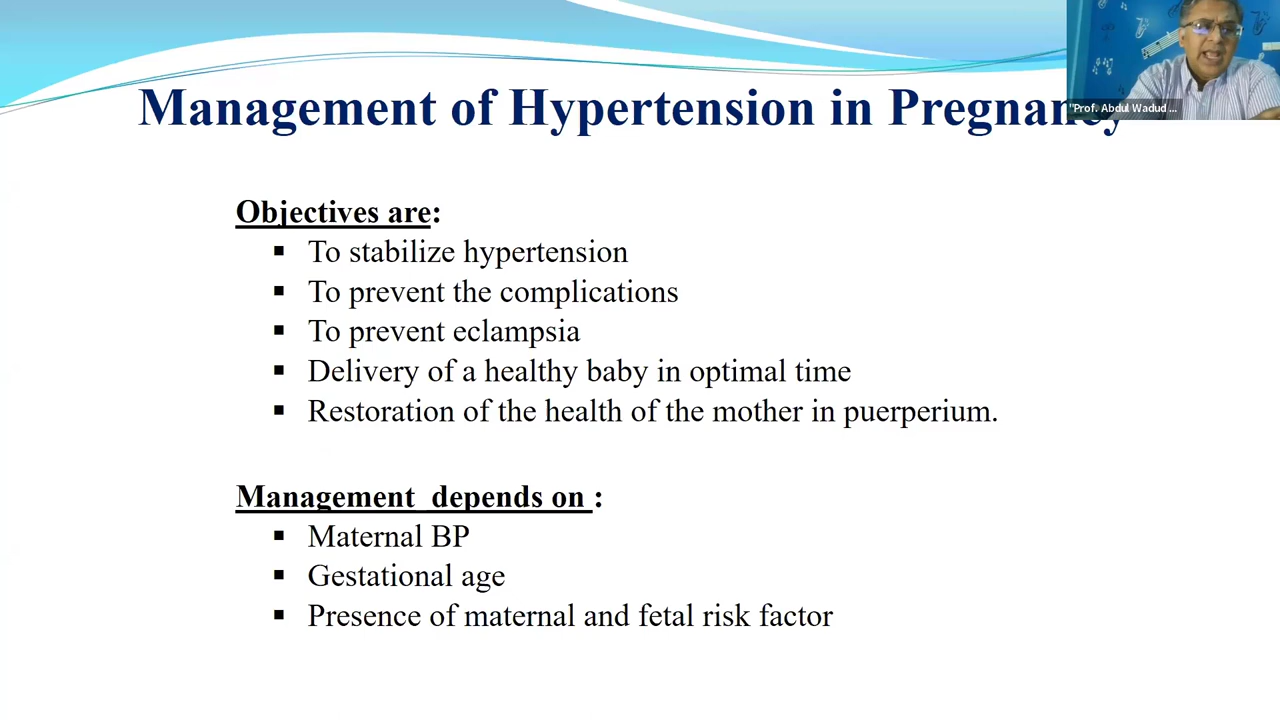 Management of Hypertension in Pregnancy
"Prof. Abdul Wadud ...
Objectives are:
▪ To stabilize hypertension
▪ To prevent the complications
▪ To prevent eclampsia
▪ Delivery of a healthy baby in optimal time
▪ Restoration of the health of the mother in puerperium.
Management depends on :
▪ Maternal BP
▪ Gestational age
▪ Presence of maternal and fetal risk factor